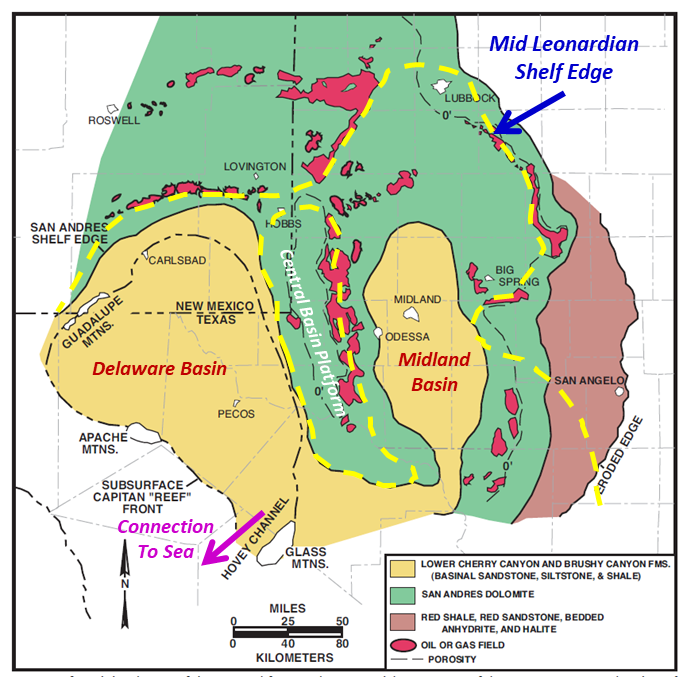 Mid Leonardian
Shelf Edge
ROSWELL
LUBBOCK
0'
LOVINGTON
HOBBS
SAN ANDRES
SHELF EDGE
CARLSBAD
GUADALUPE
MTNS.
NEW MEXICO
TEXAS
Central Basin Platform
BIG
SPRING
MIDLAND
ODESSA
Delaware Basin
Midland
Basin
0'
PECOS
SAN ANGELO
APACHE
MTNS.
SUBSURFACE
CAPITAN "REEF"
FRONT
0'
ERODED EDGE
Connection
To Sea
HOVEY CHANNEL
GLASS
MTNS.
N
MILES
0 25 50
0 40 80
KILOMETERS
LOWER CHERRY CANYON AND BRUSHY CANYON FMS.
(BASINAL SANDSTONE, SILTSTONE, & SHALE)
SAN ANDRES DOLOMITE
RED SHALE, RED SANDSTONE, BEDDED
ANHYDRITE, AND HALITE
OIL OR GAS FIELD
POROSITY